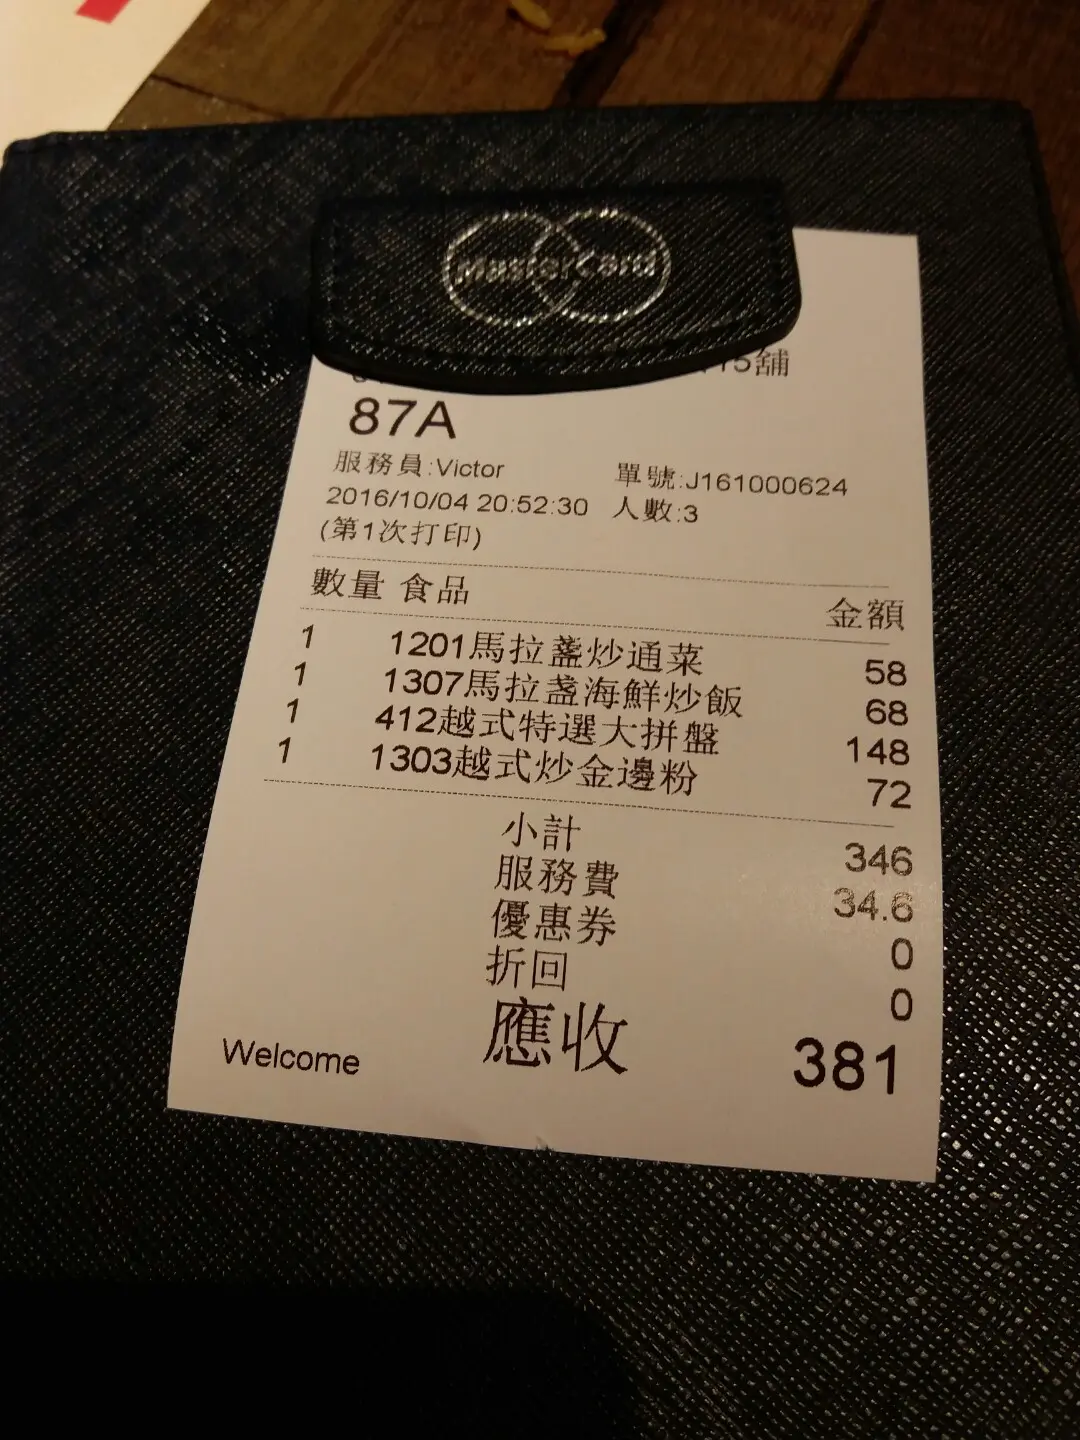 MasterCard
15舖
87A
服務員:Victor 單號:J161000624
2016/10/04 20:52:30 人數:3
(第1次打印)
數量 食品 金額
1 1201馬拉盞炒通菜 58
1 1307馬拉盞海鮮炒飯 68
1 412越式特選大拼盤 148
1 1303越式炒金邊粉 72
小計 346
服務費 34.6
優惠券 0
折回 0
應收 381
Welcome